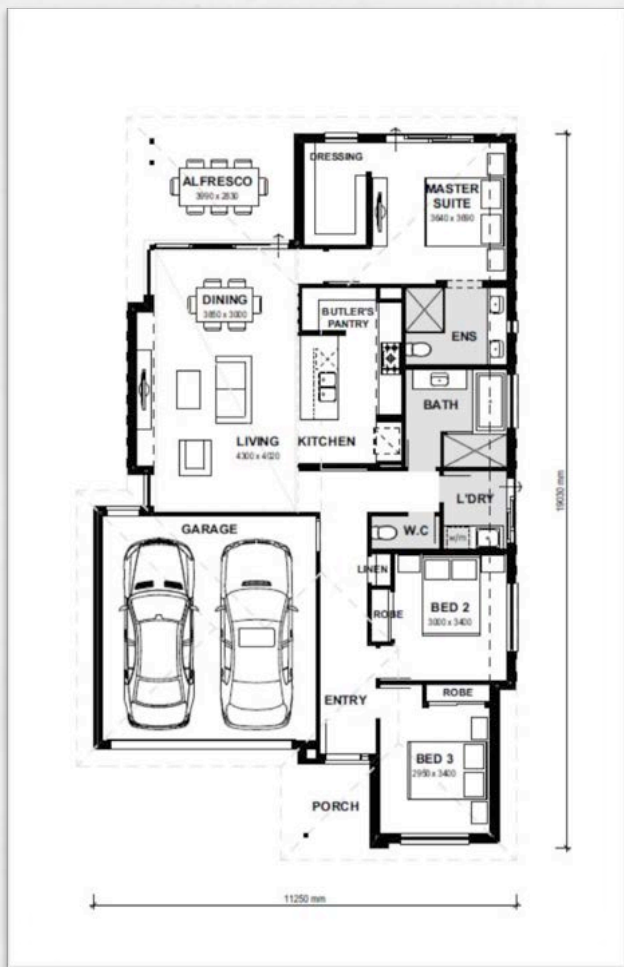 DRESSING
ALFRESCO
3990 x 2830
MASTER
SUITE
3640 x 3690
DINING
3850 x 3000
BUTLER'S
PANTRY
ENS
BATH
LIVING
4300 x 4020
KITCHEN
L'DRY
GARAGE
W.C
w/m
LINEN
BED 2
3000 x 3400
ROBE
ROBE
ENTRY
BED 3
2950 x 3400
PORCH
19030 mm
11250 mm